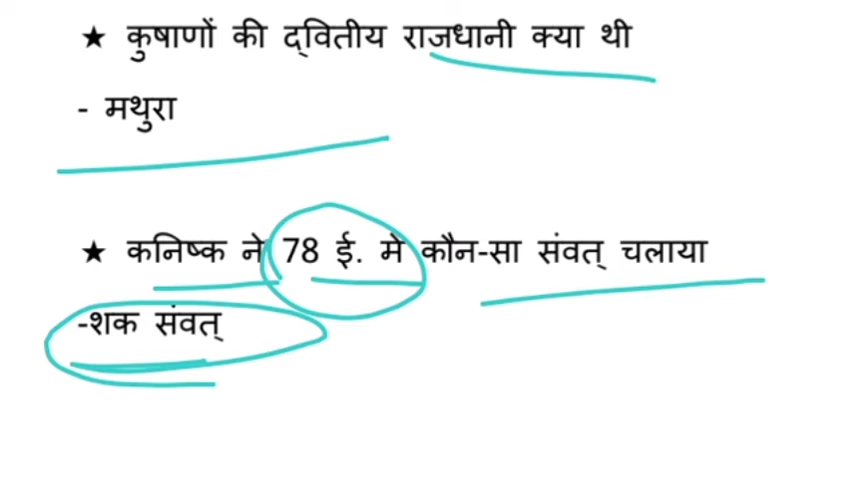 ★ कुषाणों की द्वितीय राजधानी क्या थी
- मथुरा
★ कनिष्क ने 78 ई. मे कौन-सा संवत् चलाया
-शक संवत्